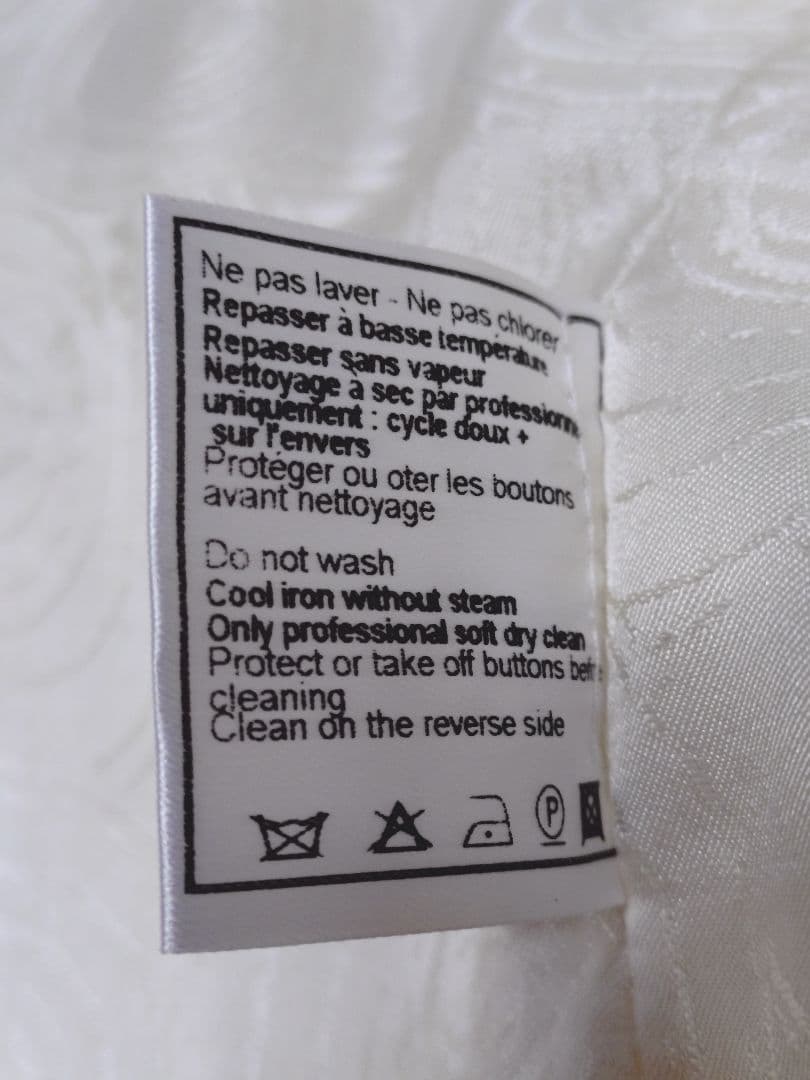 Ne pas laver - Ne pas chlorer
Repasser à basse température
Repasser sans vapeur
Nettoyage à sec par professionne
uniquement : cycle doux +
sur l'envers
Protéger ou oter les boutons
avant nettoyage
Do not wash
Cool iron without steam
Only professional soft dry clean
Protect or take off buttons
cleaning
Clean on the reverse side
P